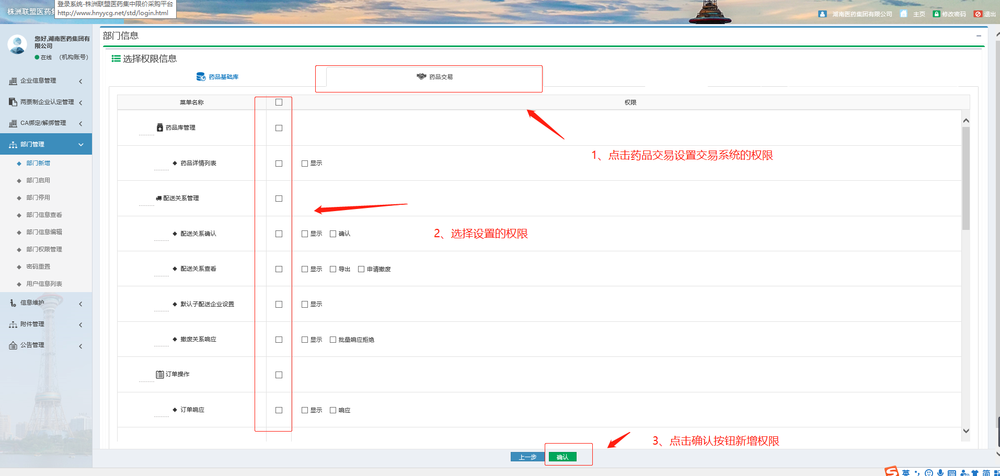 株洲联盟医药集
登录系统-株洲联盟医药集中限价采购平台
http://www.hnyycg.net/std/login.html
湖南医药集团有限公司
主页
修改密码
退出
您好,湖南医药集团有
限公司
在线 (机构账号)
企业信息管理
两票制企业认定管理
CA绑定/解绑管理
部门管理
部门新增
部门启用
部门停用
部门信息查看
部门信息编辑
部门权限管理
密码重置
用户信息列表
信息维护
附件管理
公告管理
部门信息
选择权限信息
药品基础库
药品交易
菜单名称
权限
药品库管理
1、点击药品交易设置交易系统的权限
药品详情列表
显示
配送关系管理
配送关系确认
显示 确认
2、选择设置的权限
配送关系查看
显示 导出 申请撤废
默认子配送企业设置
显示
撤废关系响应
显示 批量响应拒绝
订单操作
订单响应
显示 响应
3、点击确认按钮新增权限
上一步
确认
英
简